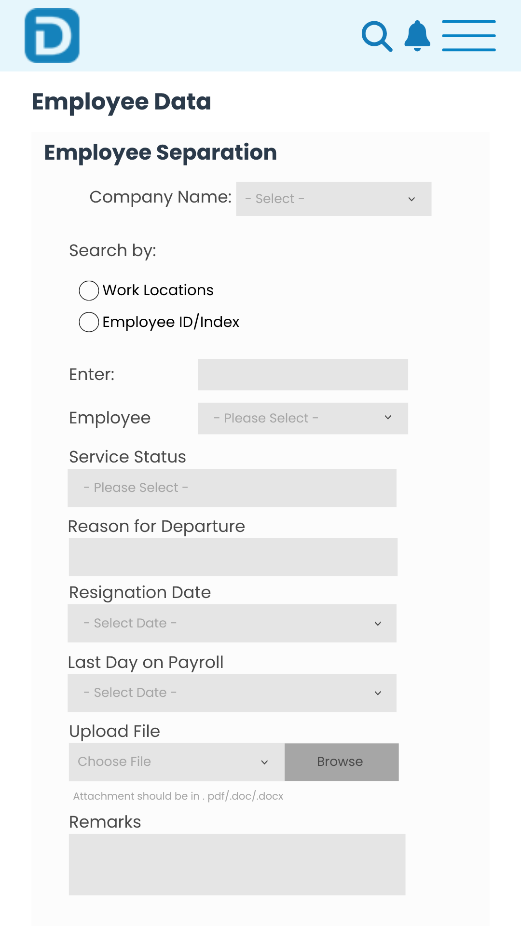 D
Employee Data
Employee Separation
Company Name: - Select -
Search by:
Work Locations
Employee ID/Index
Enter:
Employee - Please Select -
Service Status
- Please Select -
Reason for Departure
Resignation Date
- Select Date -
Last Day on Payroll
- Select Date -
Upload File
Choose File Browse
Attachment should be in . pdf/.doc/.docx
Remarks